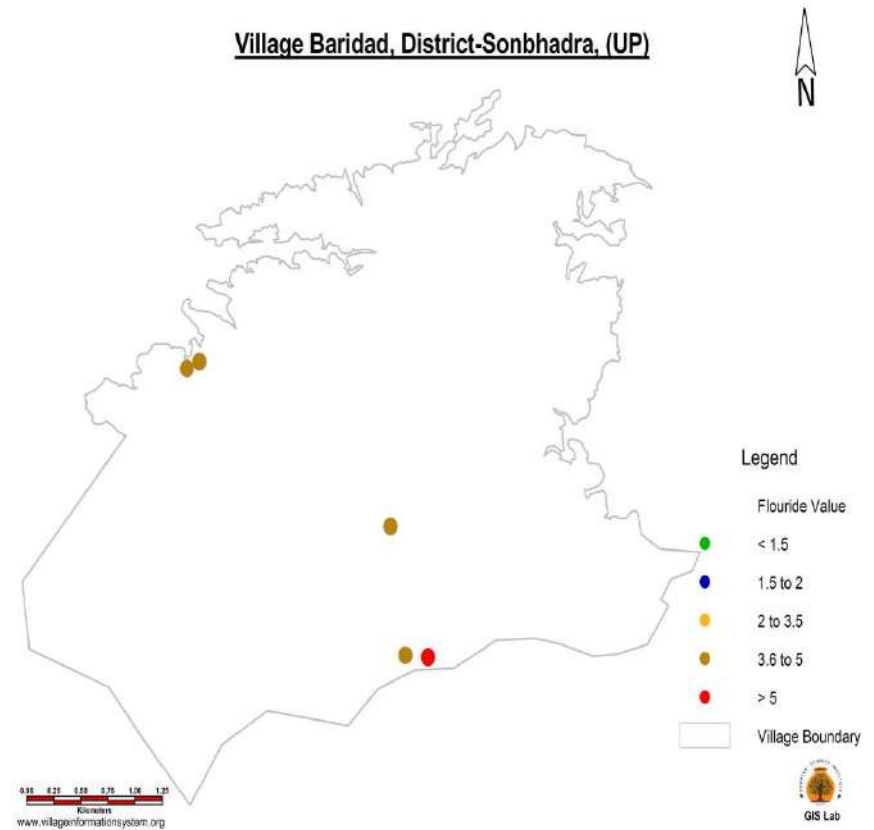 Village Baridad, District-Sonbhadra, (UP)
N
Legend
Flouride Value
< 1.5
1.5 to 2
2 to 3.5
3.6 to 5
> 5
Village Boundary
0.00 0.25 0.50 0.75 1.00 1.25
Kilometers
www.villageinformationsystem.org
GIS Lab